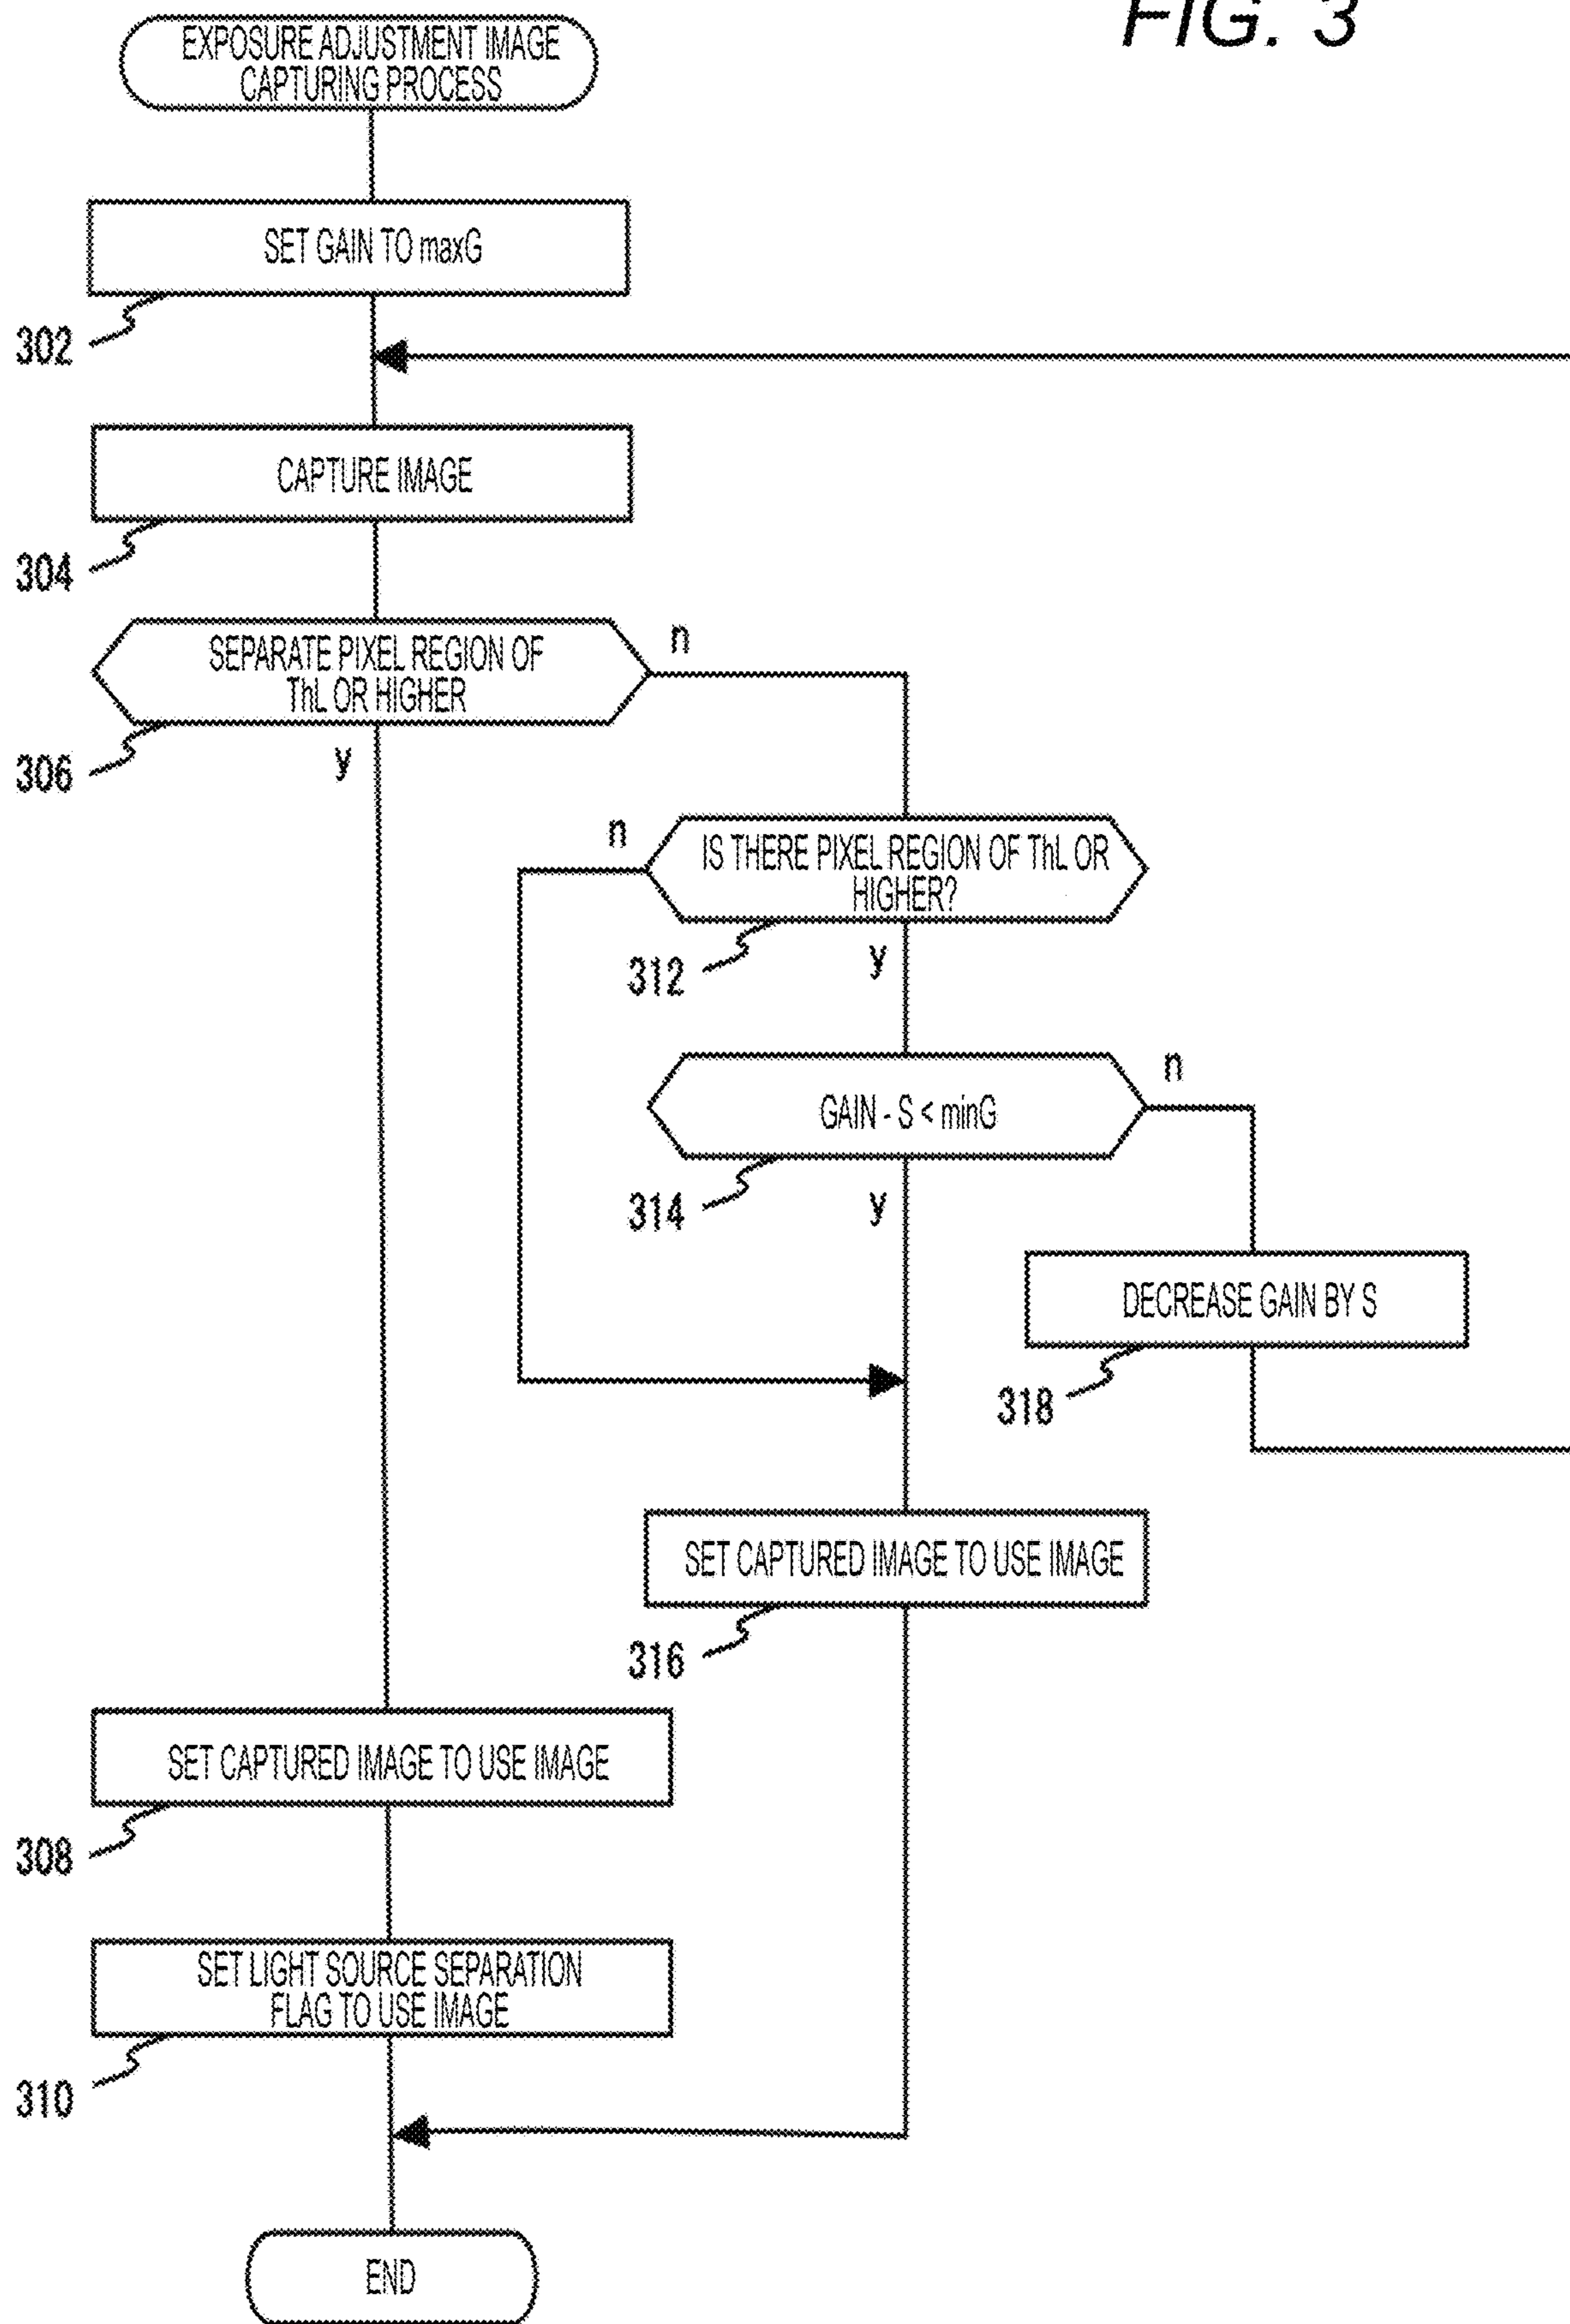 FIG. 3
EXPOSURE ADJUSTMENT IMAGE
CAPTURING PROCESS
SET GAIN TO maxG
302
CAPTURE IMAGE
304
SEPARATE PIXEL REGION OF
ThL OR HIGHER
n
306
y
n
IS THERE PIXEL REGION OF ThL OR
HIGHER?
312
y
GAIN - S < minG
n
314
y
DECREASE GAIN BY S
318
SET CAPTURED IMAGE TO USE IMAGE
316
SET CAPTURED IMAGE TO USE IMAGE
308
SET LIGHT SOURCE SEPARATION
FLAG TO USE IMAGE
310
END